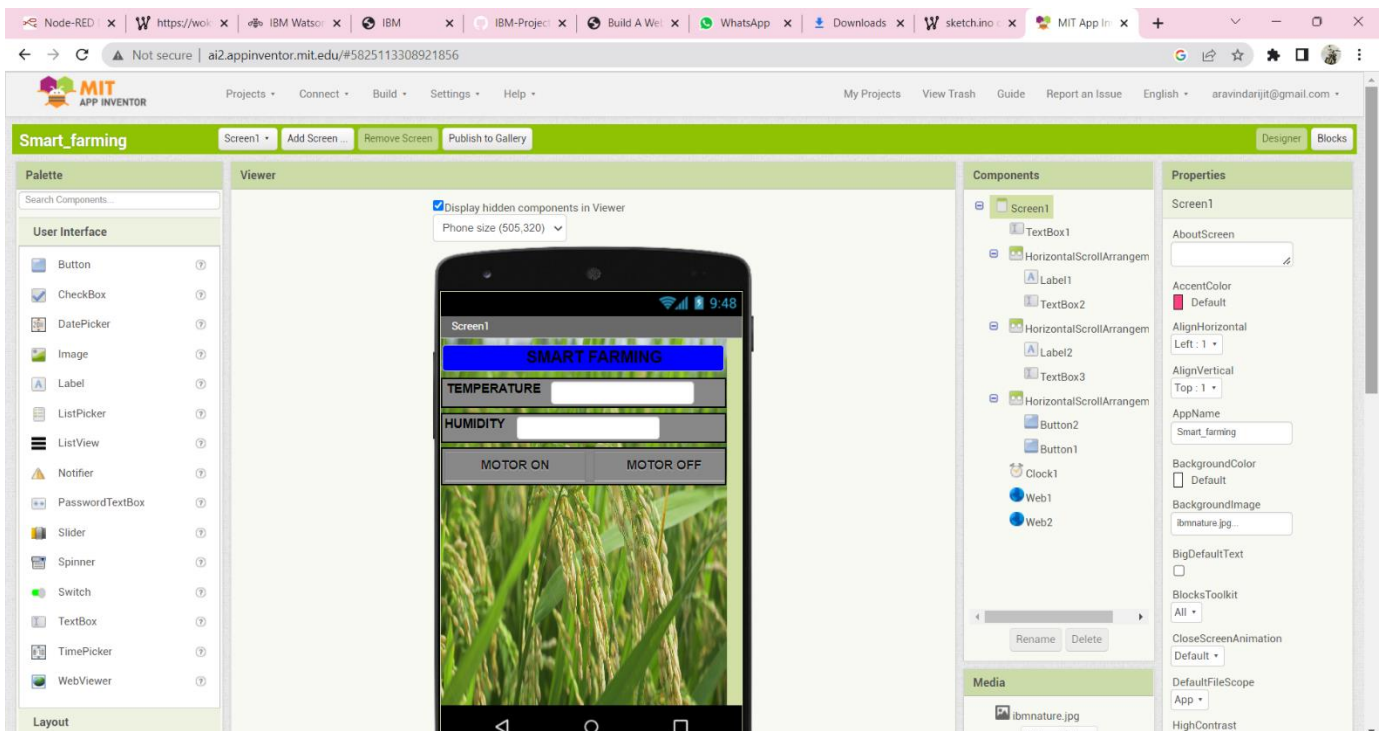 Node-RED
https://wok
IBM Watson
IBM
IBM-Project
Build A Wel
WhatsApp
Downloads
sketch.ino
MIT App In
Not secure | ai2.appinventor.mit.edu/#5825113308921856
MIT
APP INVENTOR
Projects Connect Build Settings Help My Projects View Trash Guide Report an Issue English aravindarijit@gmail.com
Smart_farming Screen1 Add Screen ... Remove Screen Publish to Gallery Designer Blocks
Palette
Search Components...
User Interface
Button
CheckBox
DatePicker
Image
Label
ListPicker
ListView
Notifier
PasswordTextBox
Slider
Spinner
Switch
TextBox
TimePicker
WebViewer
Layout
Viewer
Display hidden components in Viewer
Phone size (505,320)
9:48
Screen1
SMART FARMING
TEMPERATURE
HUMIDITY
MOTOR ON MOTOR OFF
Components
Screen1
TextBox1
HorizontalScrollArrangem
Label1
TextBox2
HorizontalScrollArrangem
Label2
TextBox3
HorizontalScrollArrangem
Button2
Button1
Clock1
Web1
Web2
Rename Delete
Media
ibmnature.jpg
Properties
Screen1
AboutScreen
AccentColor
Default
AlignHorizontal
Left : 1
AlignVertical
Top : 1
AppName
Smart_farming
BackgroundColor
Default
BackgroundImage
ibmnature.jpg...
BigDefaultText
BlocksToolkit
All
CloseScreenAnimation
Default
DefaultFileScope
App
HighContrast